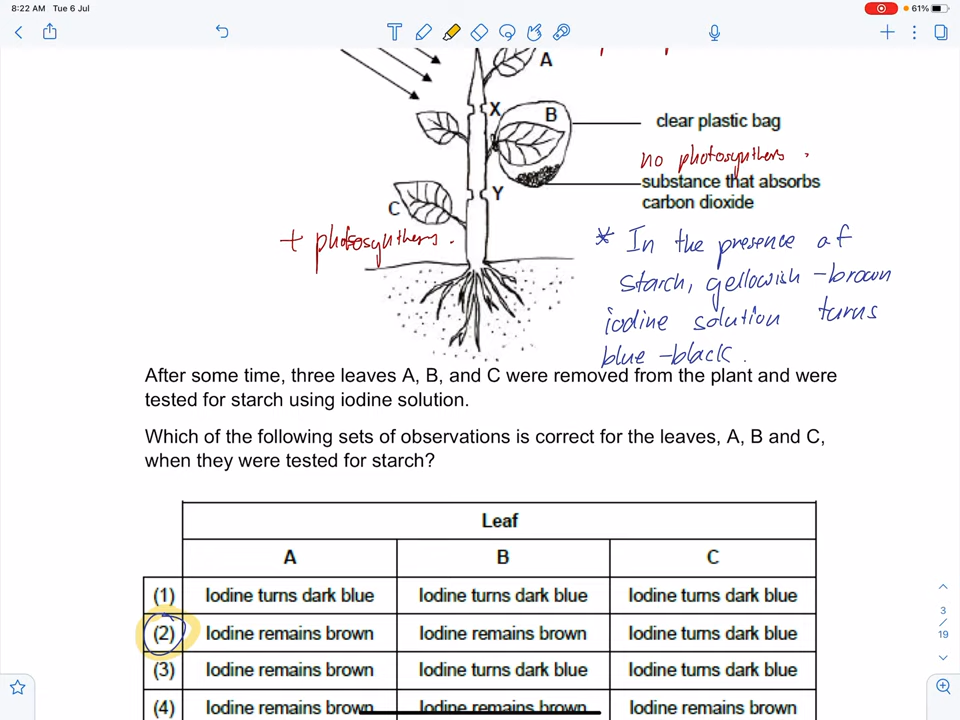 8:22 AM Tue 6 Jul
61%
A
X
B
clear plastic bag
no photosynthers.
substance that absorbs
carbon dioxide
Y
C
+ photosynthers.
* In the presence of
starch, yellowish-brown
iodine solution turns
blue-black.
After some time, three leaves A, B, and C were removed from the plant and were
tested for starch using iodine solution.
Which of the following sets of observations is correct for the leaves, A, B and C,
when they were tested for starch?
Leaf
A B C
(1) Iodine turns dark blue Iodine turns dark blue Iodine turns dark blue
(2) Iodine remains brown Iodine remains brown Iodine turns dark blue
(3) Iodine remains brown Iodine turns dark blue Iodine turns dark blue
(4) Iodine remains brown Iodine remains brown Iodine remains brown
3
/
19